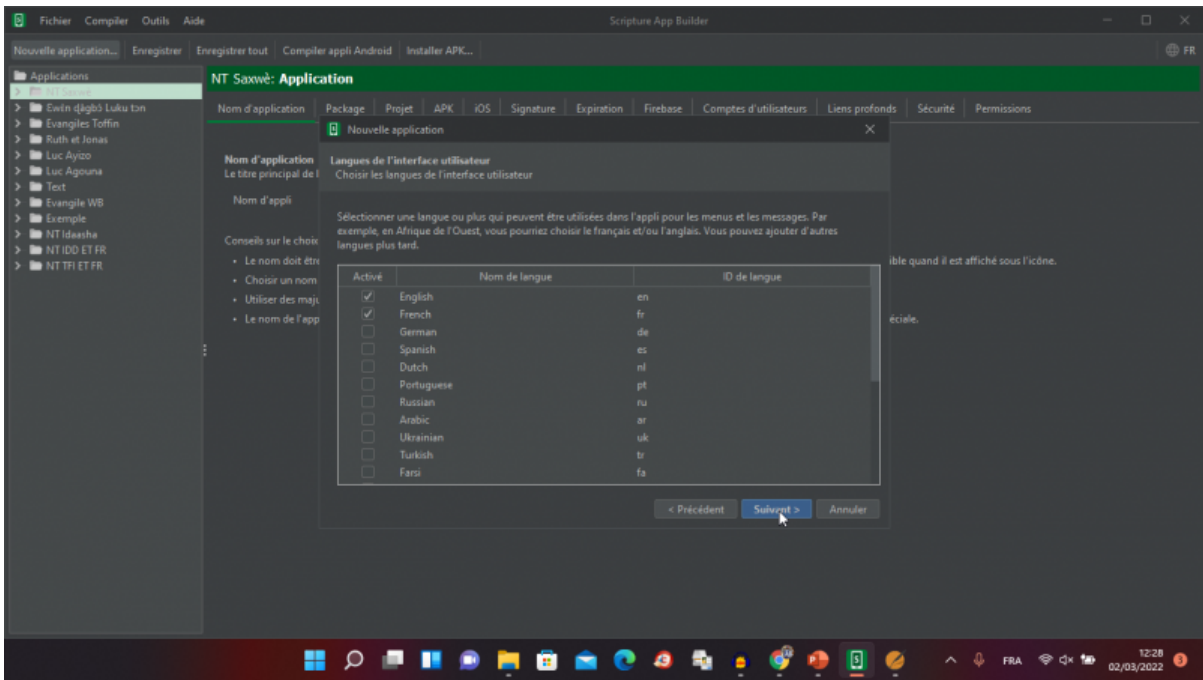 Fichier Compiler Outils Aide
Scripture App Builder
Nouvelle application... Enregistrer Enregistrer tout Compiler appli Android Installer APK...
FR
Applications
NT Saxwè
Ewín ɖàgbò Luku tɔn
Evangiles Toffin
Ruth et Jonas
Luc Ayizo
Luc Agouna
Text
Evangile WB
Exemple
NT Idaasha
NT IDD ET FR
NT TFI ET FR
NT Saxwè: Application
Nom d'application Package Projet APK iOS Signature Expiration Firebase Comptes d'utilisateurs Liens profonds Sécurité Permissions
Nom d'application
Le titre principal de l
Nom d'appli
Conseils sur le choix
• Le nom doit être
• Choisir un nom
• Utiliser des maju
• Le nom de l'app
ible quand il est affiché sous l'icône.
éciale.
Nouvelle application
Langues de l'interface utilisateur
Choisir les langues de l'interface utilisateur
Sélectionner une langue ou plus qui peuvent être utilisées dans l'appli pour les menus et les messages. Par
exemple, en Afrique de l'Ouest, vous pourriez choisir le français et/ou l'anglais. Vous pouvez ajouter d'autres
langues plus tard.
Activé Nom de langue ID de langue
English en
French fr
German de
Spanish es
Dutch nl
Portuguese pt
Russian ru
Arabic ar
Ukrainian uk
Turkish tr
Farsi fa
< Précédent Suivant > Annuler
FRA
12:28
02/03/2022
3